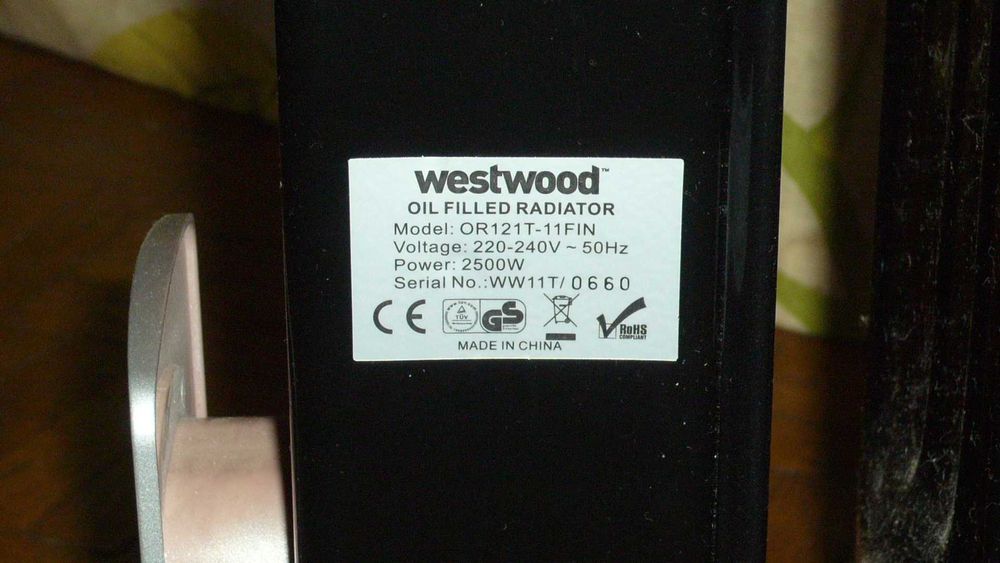 westwood™
OIL FILLED RADIATOR
Model: OR121T-11FIN
Voltage: 220-240V ~ 50Hz
Power: 2500W
Serial No.:WW11T/ 0660
CE TÜV GS RoHS
COMPLIANT
MADE IN CHINA